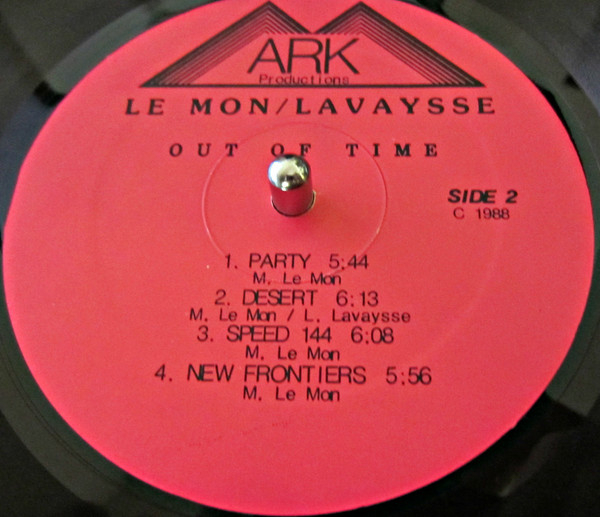 ARK
Productions
LE MON/LAVAYSSE
OUT OF TIME
SIDE 2
C 1988
1. PARTY 5:44
M. Le Mon
2. DESERT 6:13
M. Le Mon / L. Lavaysse
3. SPEED 144 6:08
M. Le Mon
4. NEW FRONTIERS 5:56
M. Le Mon